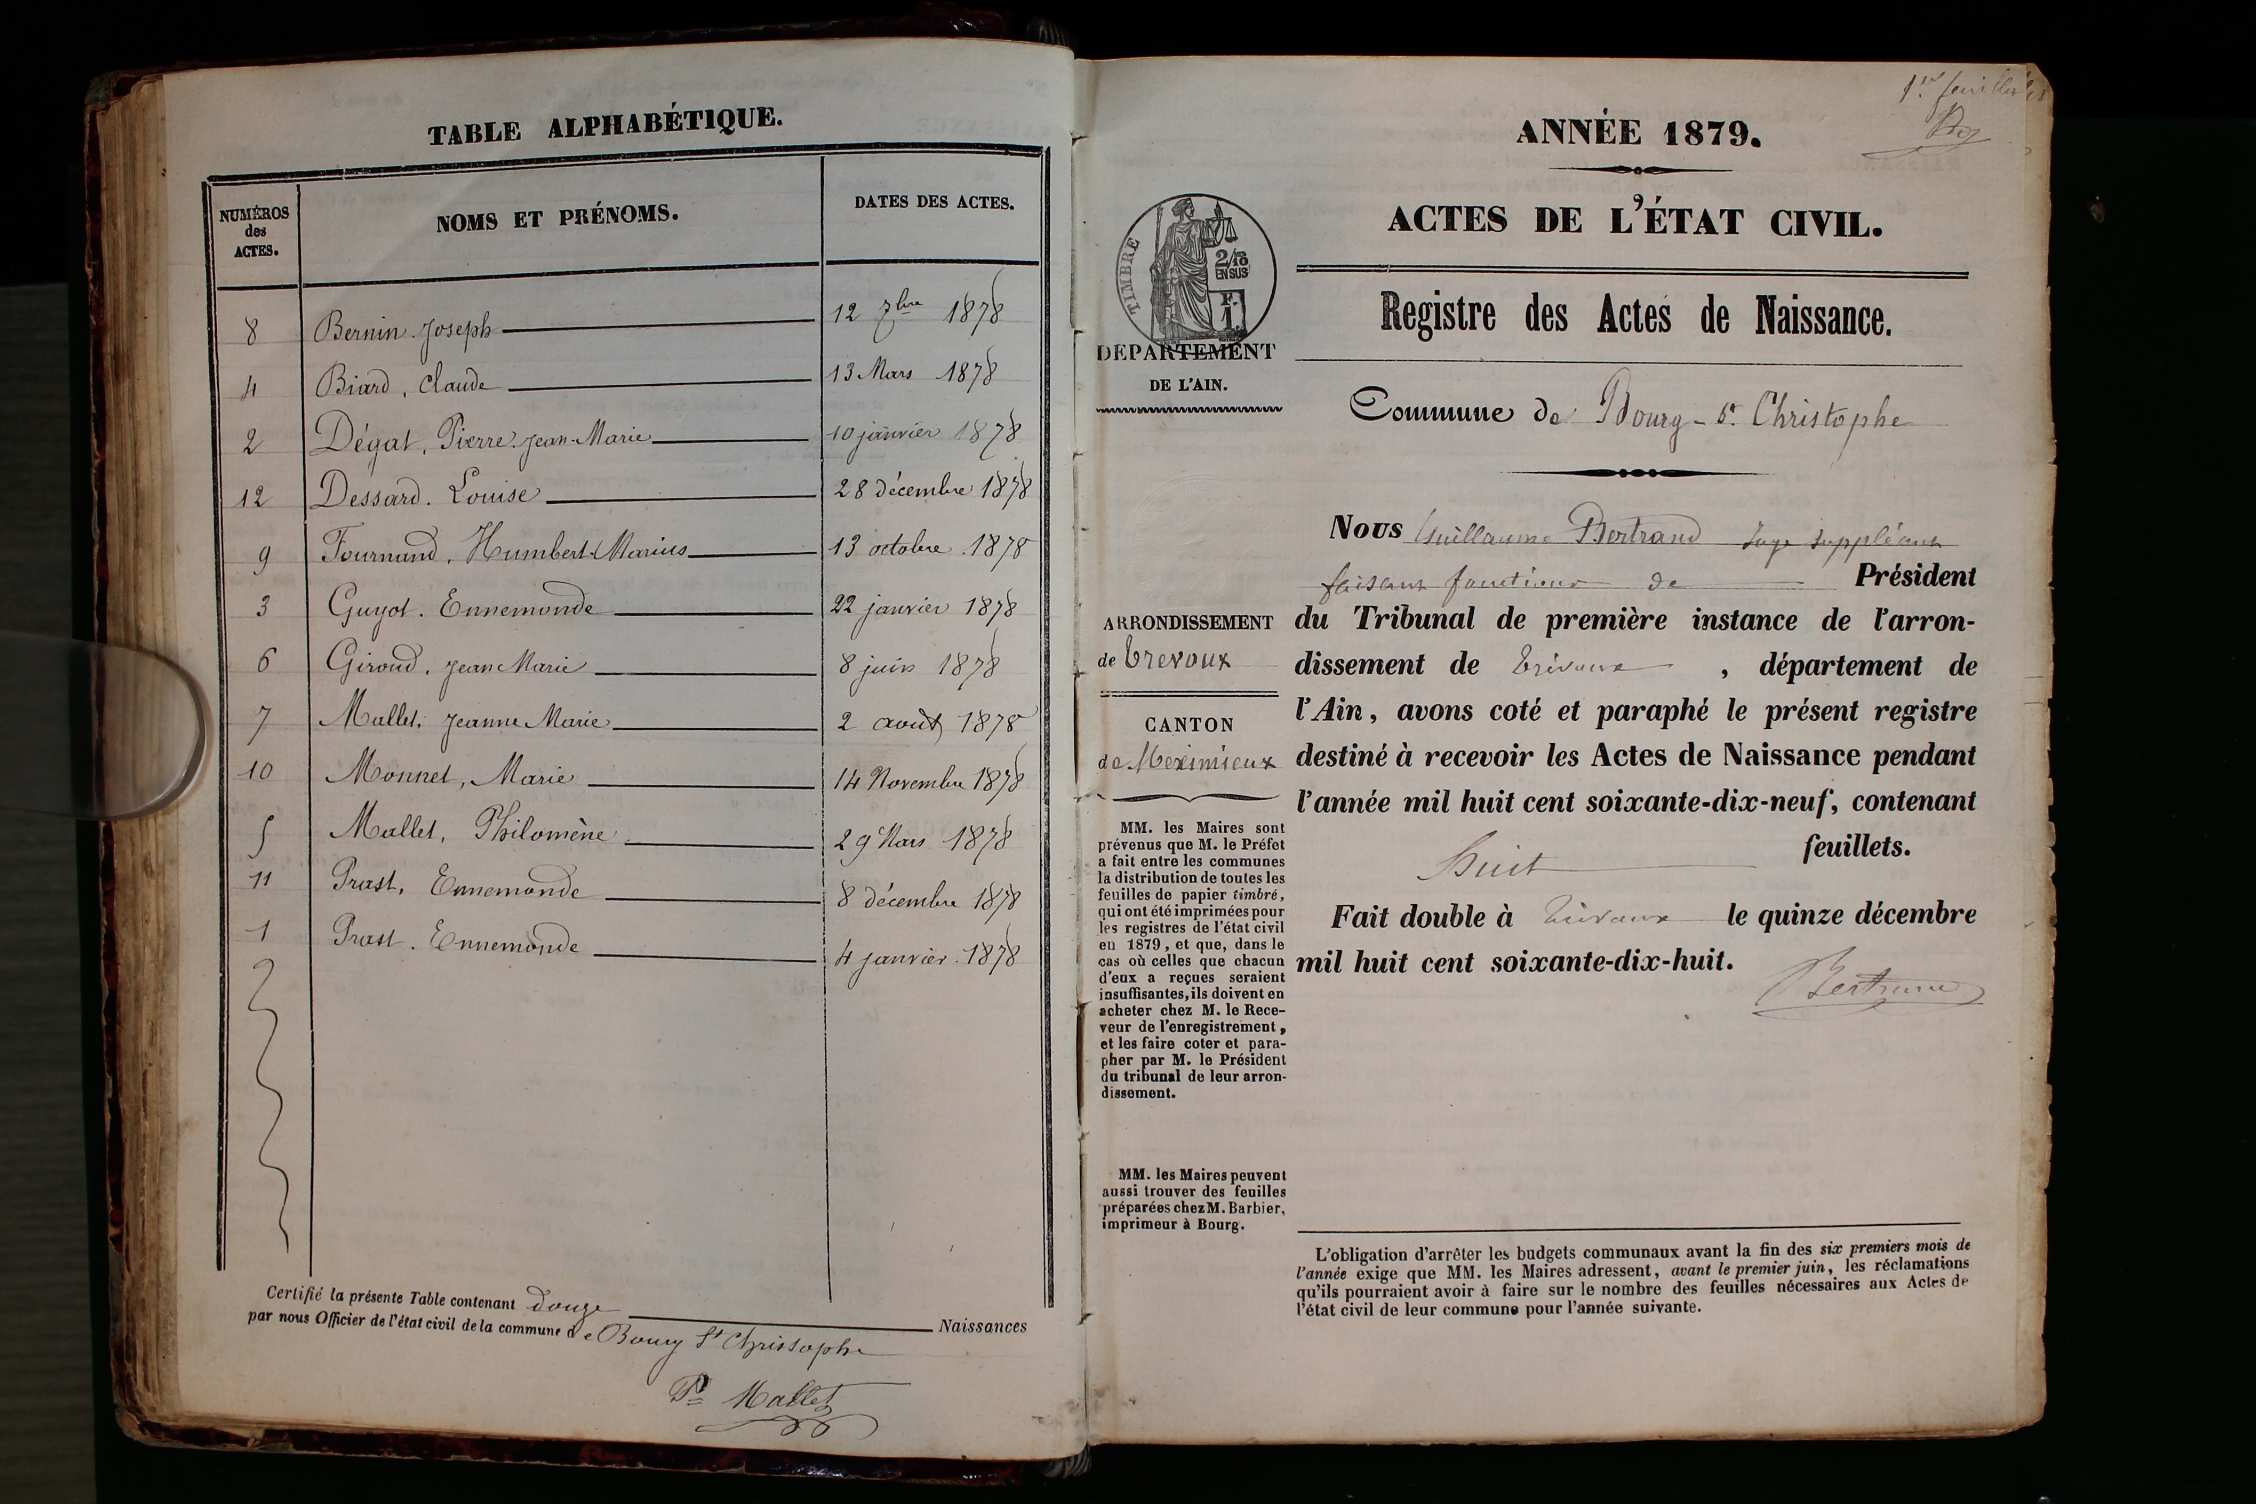 TABLE ALPHABÉTIQUE.
NUMÉROS
des
ACTES.
NOMS ET PRÉNOMS.
DATES DES ACTES.
8 Bernin Joseph 12 7bre 1878
4 Biard, Claude 13 Mars 1878
2 Dégat, Pierre Jean-Marie 10 janvier 1878
12 Dessard. Louise 28 décembre 1878
9 Fournand, Humbert Marius 13 octobre 1878
3 Guyot. Ennemonde 22 janvier 1878
6 Giroud, Jean Marie 8 juin 1878
7 Mallet, Jeanne Marie 2 août 1878
10 Monnet, Marie 14 Novembre 1878
5 Mallet, Philomène 29 Mars 1878
11 Prost, Ennemonde 8 décembre 1878
1 Prost. Ennemonde 4 janvier 1878
Certifié la présente Table contenant douze Naissances
par nous Officier de l'état civil de la commune de Bourg St Christophe
Mallet
1er feuillet
ANNÉE 1879.
ACTES DE L'ÉTAT CIVIL.
Registre des Actes de Naissance.
Commune de Bourg-St. Christophe
Nous Guillaume Bertrand Juge suppléant
faisant fonctions de Président
du Tribunal de première instance de l'arron-
dissement de Trévoux, département de
l'Ain, avons coté et paraphé le présent registre
destiné à recevoir les Actes de Naissance pendant
l'année mil huit cent soixante-dix-neuf, contenant
huit feuillets.
Fait double à Trévoux le quinze décembre
mil huit cent soixante-dix-huit.
Bertrand
TIMBRE
2/10
EN SUS
F.
1
DÉPARTEMENT
DE L'AIN.
ARRONDISSEMENT
de Trevoux
CANTON
de Meximieux
MM. les Maires sont
prévenus que M. le Préfet
a fait entre les communes
la distribution de toutes les
feuilles de papier timbré,
qui ont été imprimées pour
les registres de l'état civil
en 1879, et que, dans le
cas où celles que chacun
d'eux a reçues seraient
insuffisantes, ils doivent en
acheter chez M. le Rece-
veur de l'enregistrement,
et les faire coter et para-
pher par M. le Président
du tribunal de leur arron-
dissement.
MM. les Maires peuvent
aussi trouver des feuilles
préparées chez M. Barbier,
imprimeur à Bourg.
L'obligation d'arrêter les budgets communaux avant la fin des six premiers mois de
l'année exige que MM. les Maires adressent, avant le premier juin, les réclamations
qu'ils pourraient avoir à faire sur le nombre des feuilles nécessaires aux Actes de
l'état civil de leur commune pour l'année suivante.